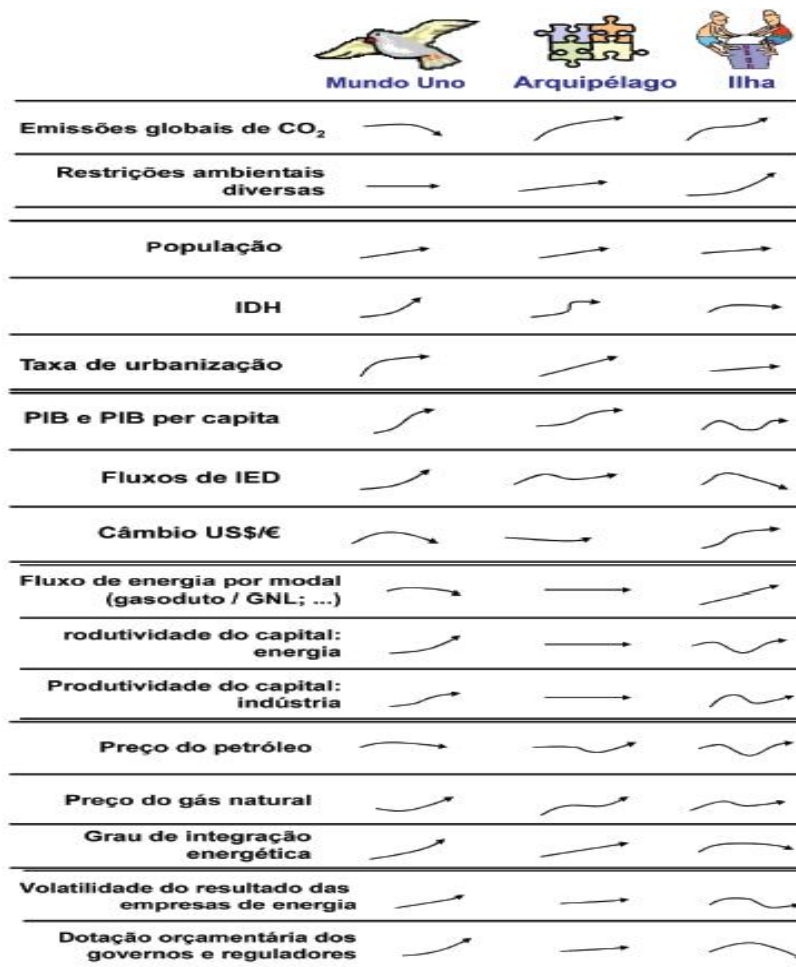 Mundo Uno Arquipélago Ilha
Emissões globais de CO₂
Restrições ambientais
diversas
População
IDH
Taxa de urbanização
PIB e PIB per capita
Fluxos de IED
Câmbio US$/€
Fluxo de energia por modal
(gasoduto / GNL; ...)
rodutividade do capital:
energia
Produtividade do capital:
indústria
Preço do petróleo
Preço do gás natural
Grau de integração
energética
Volatilidade do resultado das
empresas de energia
Dotação orçamentária dos
governos e reguladores